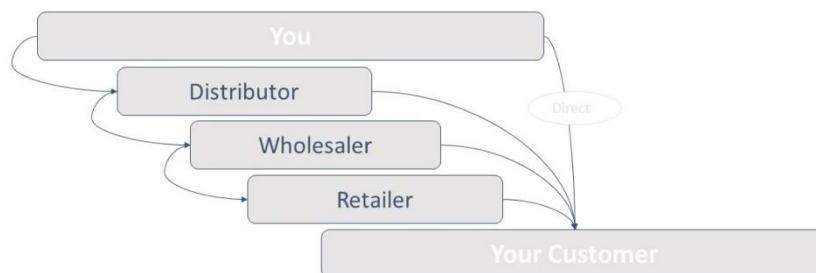 You
Distributor
Direct
Wholesaler
Retailer
Your Customer